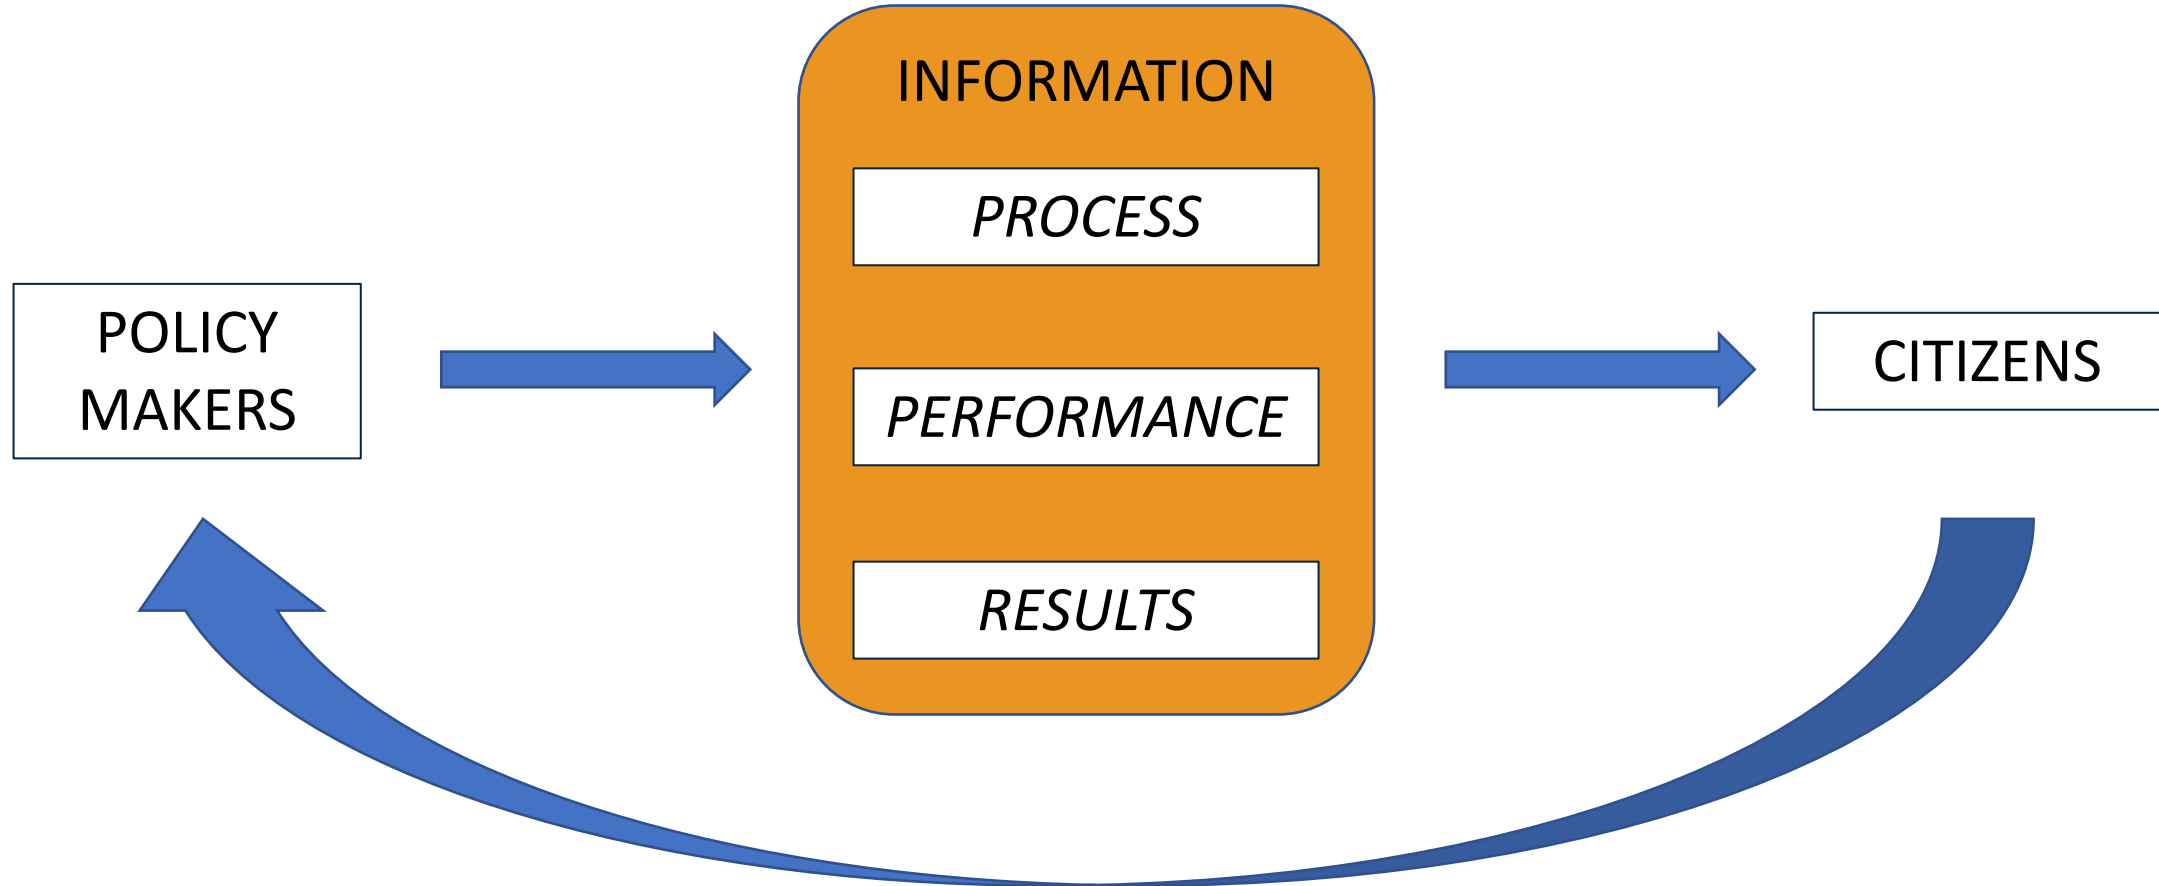 INFORMATION
PROCESS
POLICY
MAKERS
PERFORMANCE
CITIZENS
RESULTS